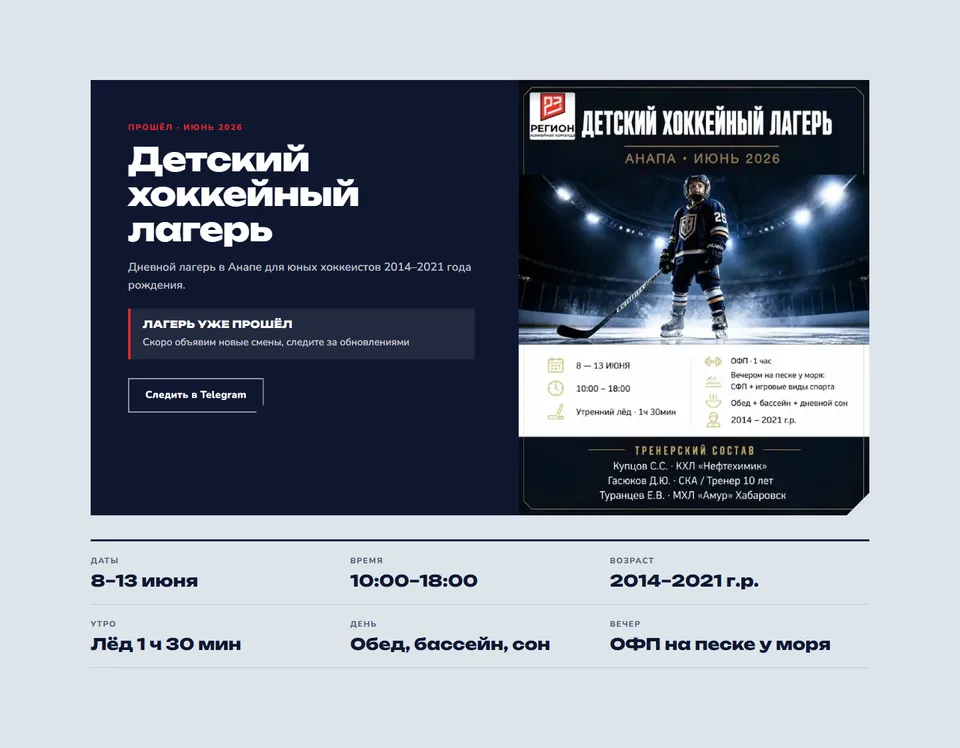 ПРОШЁЛ · ИЮНЬ 2026
Детский
хоккейный
лагерь
Дневной лагерь в Анапе для юных хоккеистов 2014–2021 года
рождения.
ЛАГЕРЬ УЖЕ ПРОШЁЛ
Скоро объявим новые смены, следите за обновлениями
Следить в Telegram
РЕГИОН
ХОККЕЙНАЯ КОМАНДА
ДЕТСКИЙ ХОККЕЙНЫЙ ЛАГЕРЬ
АНАПА • ИЮНЬ 2026
25
8 — 13 ИЮНЯ
10:00 – 18:00
Утренний лёд · 1ч 30мин
ОФП · 1 час
Вечером на песке у моря:
СФП + игровые виды спорта
Обед + бассейн + дневной сон
2014 – 2021 г.р.
ТРЕНЕРСКИЙ СОСТАВ
Купцов С.С. · КХЛ «Нефтехимик»
Гасюков Д.Ю. · СКА / Тренер 10 лет
Туранцев Е.В. · МХЛ «Амур» Хабаровск
ДАТЫ
8–13 июня
ВРЕМЯ
10:00–18:00
ВОЗРАСТ
2014–2021 г.р.
УТРО
Лёд 1 ч 30 мин
ДЕНЬ
Обед, бассейн, сон
ВЕЧЕР
ОФП на песке у моря